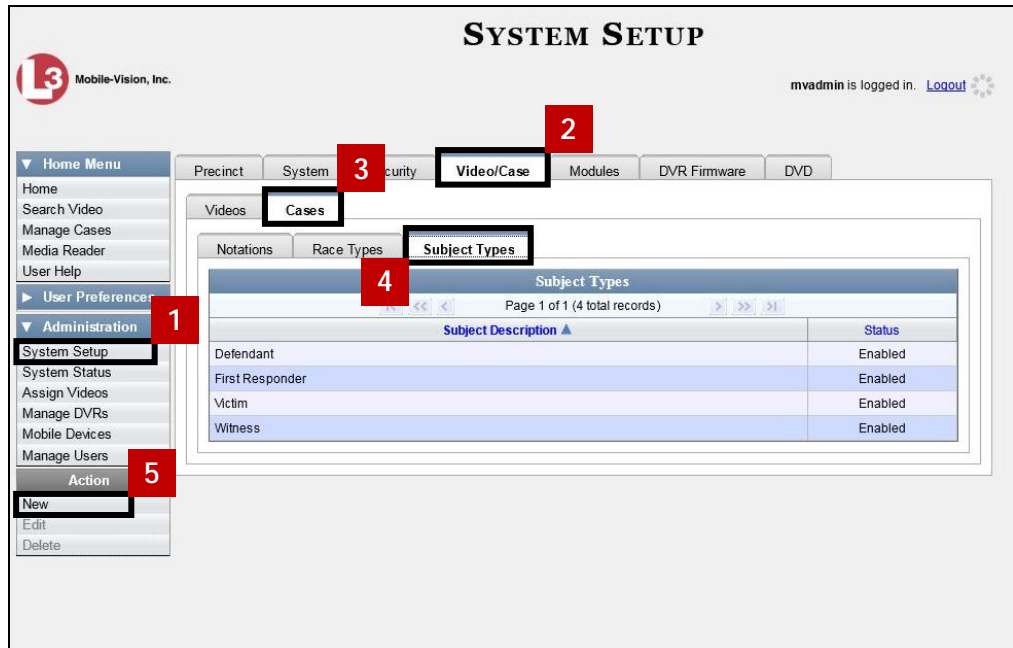 SYSTEM SETUP
L3 Mobile-Vision, Inc.
mvadmin is logged in. Logout
2
▼ Home Menu
Home
Search Video
Manage Cases
Media Reader
User Help
► User Preferences
1
▼ Administration
System Setup
System Status
Assign Videos
Manage DVRs
Mobile Devices
Manage Users
5
Action
New
Edit
Delete
Precinct System 3 curity Video/Case Modules DVR Firmware DVD
Videos Cases
Notations Race Types Subject Types
4
Subject Types
Page 1 of 1 (4 total records)
Subject Description ▲ Status
Defendant Enabled
First Responder Enabled
Victim Enabled
Witness Enabled